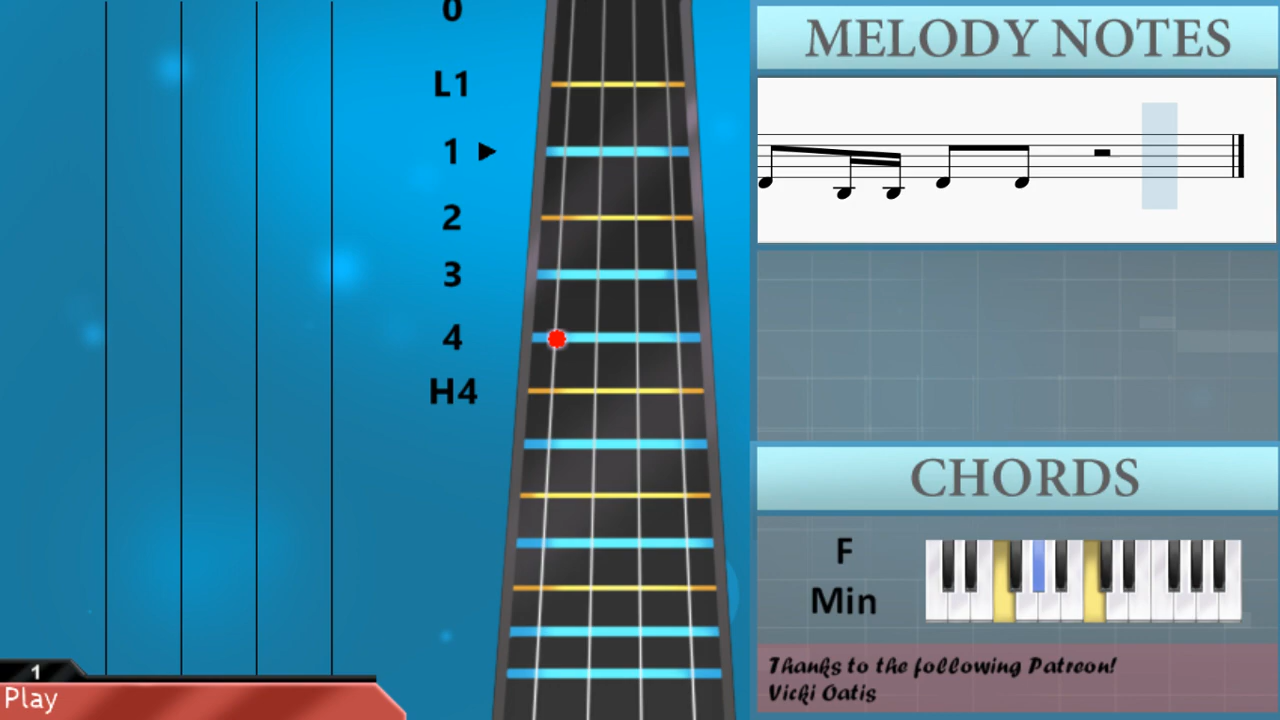 0
L1
1
2
3
4
H4
1
Play
MELODY NOTES
CHORDS
F
Min
Thanks to the following Patreon!
Vicki Oatis